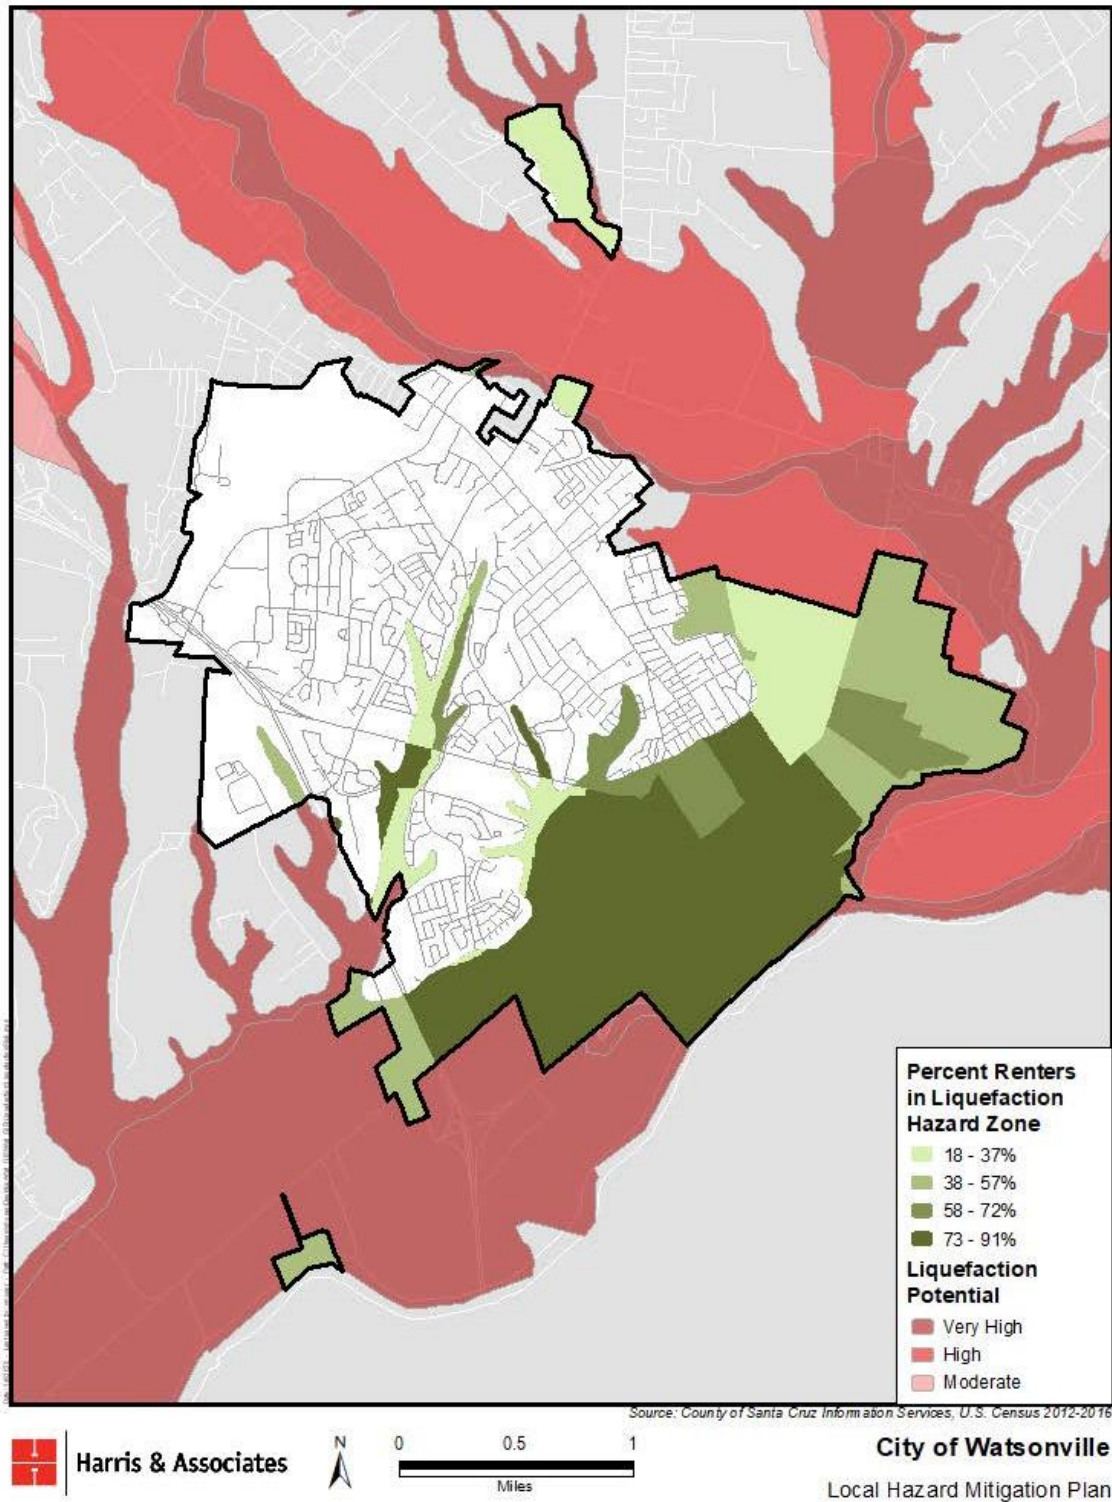 Percent Renters
in Liquefaction
Hazard Zone
18 - 37%
38 - 57%
58 - 72%
73 - 91%
Liquefaction
Potential
Very High
High
Moderate
Source: County of Santa Cruz Information Services, U.S. Census 2012-2016
Harris & Associates
N
0 0.5 1
Miles
City of Watsonville
Local Hazard Mitigation Plan